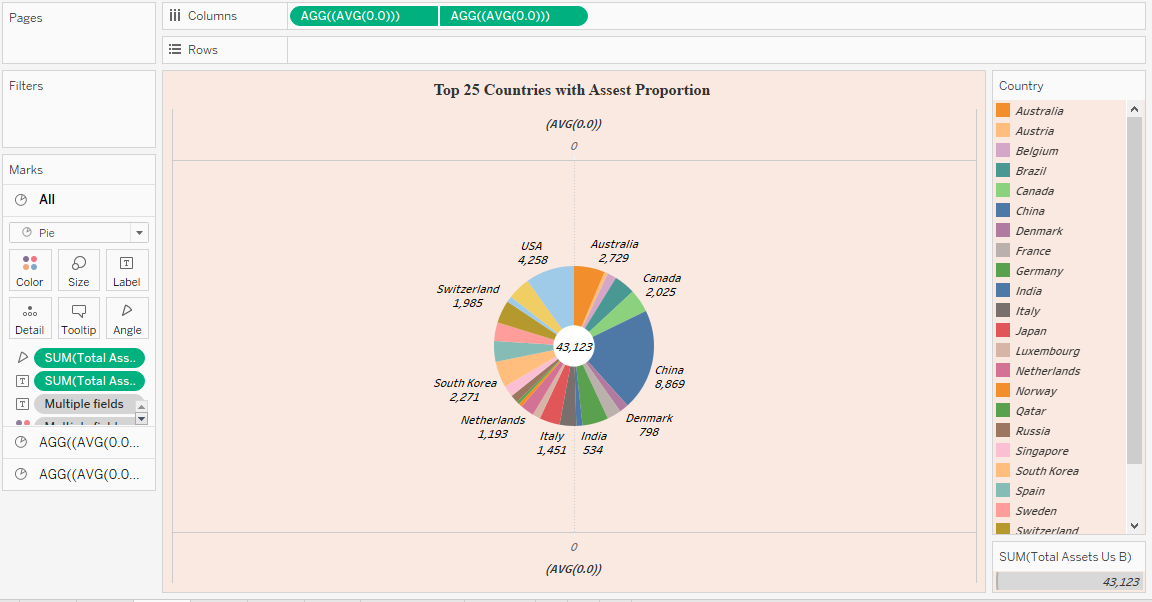 Pages
Columns
AGG((AVG(0.0)))
AGG((AVG(0.0)))
Rows
Filters
Marks
All
Pie
Color
Size
Label
Detail
Tooltip
Angle
SUM(Total Ass..
SUM(Total Ass..
Multiple fields
AGG((AVG(0.0...
AGG((AVG(0.0...
Top 25 Countries with Assest Proportion
(AVG(0.0))
0
USA
4,258
Australia
2,729
Canada
2,025
Switzerland
1,985
43,123
China
8,869
South Korea
2,271
Denmark
798
Netherlands
1,193
Italy
1,451
India
534
0
(AVG(0.0))
Country
Australia
Austria
Belgium
Brazil
Canada
China
Denmark
France
Germany
India
Italy
Japan
Luxembourg
Netherlands
Norway
Qatar
Russia
Singapore
South Korea
Spain
Sweden
Switzerland
SUM(Total Assets Us B)
43,123